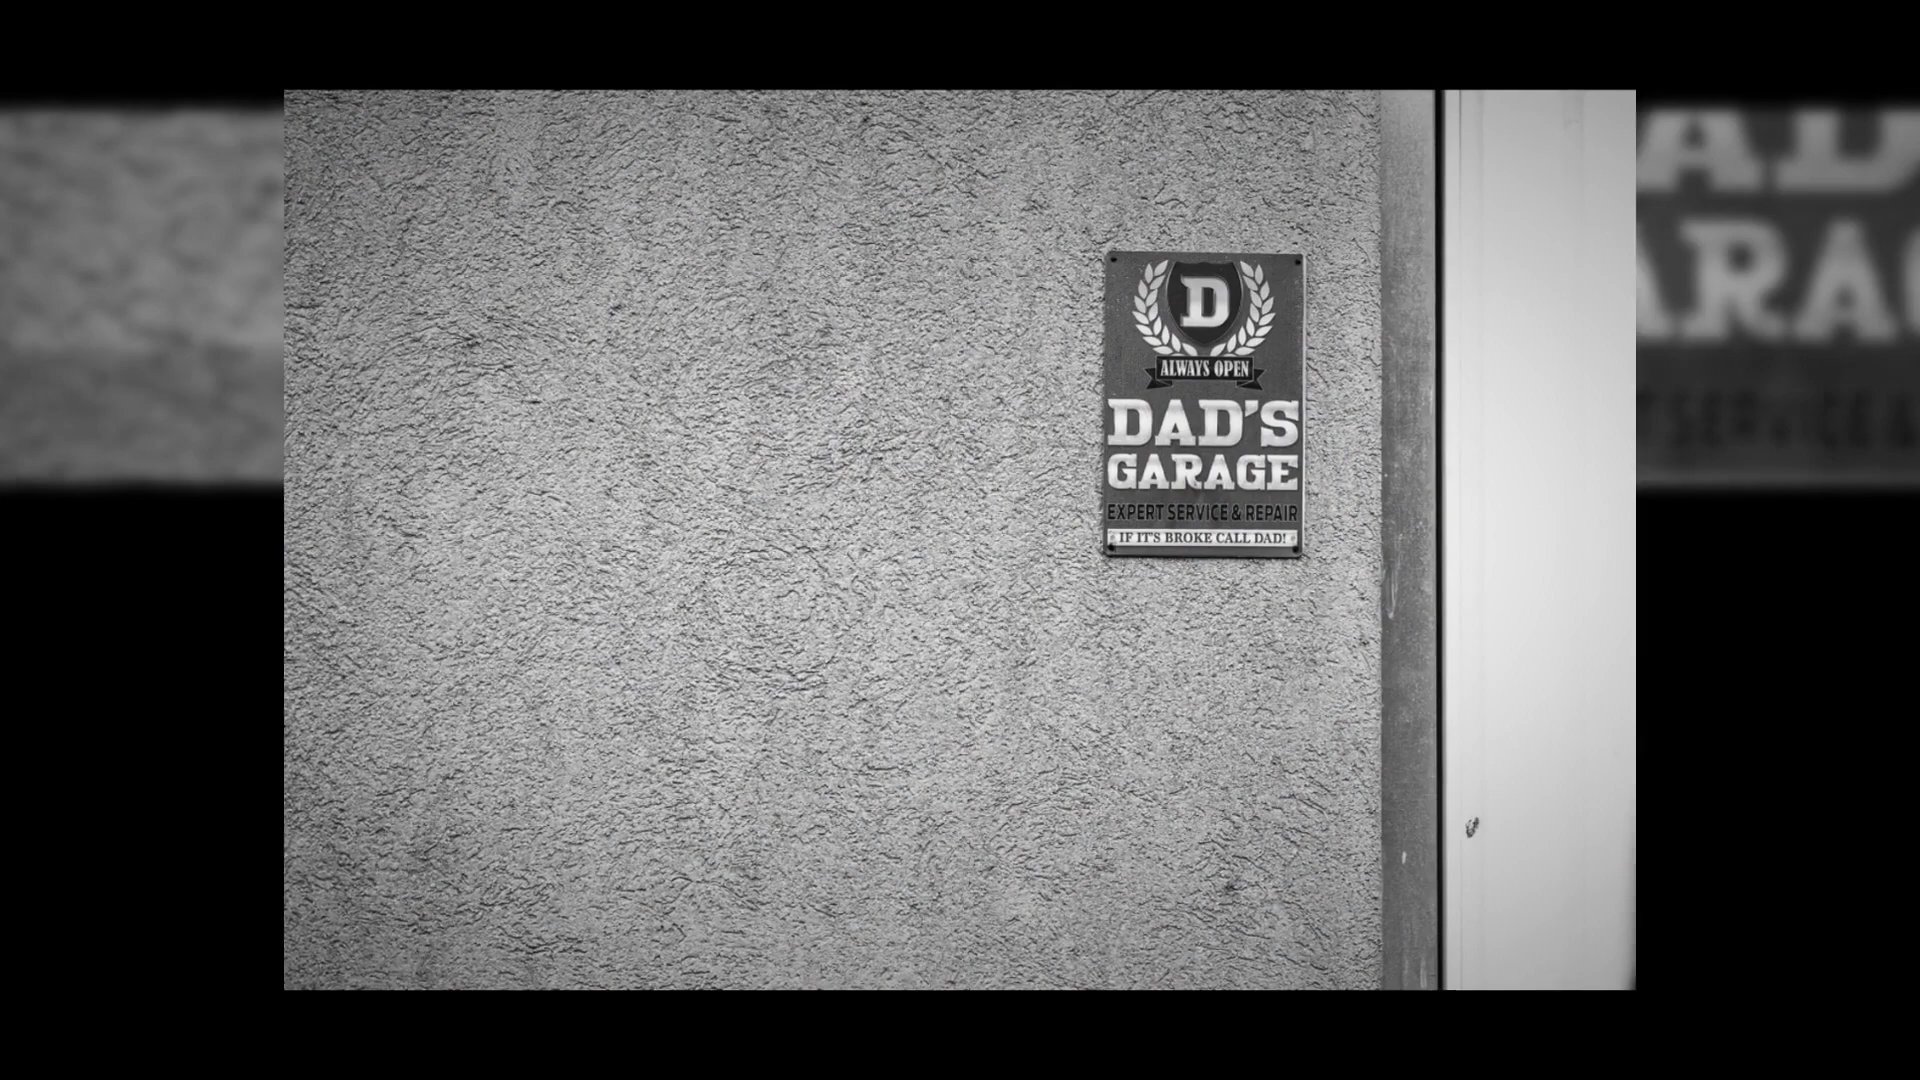 D
ALWAYS OPEN
DAD'S
GARAGE
EXPERT SERVICE & REPAIR
IF IT'S BROKE CALL DAD!